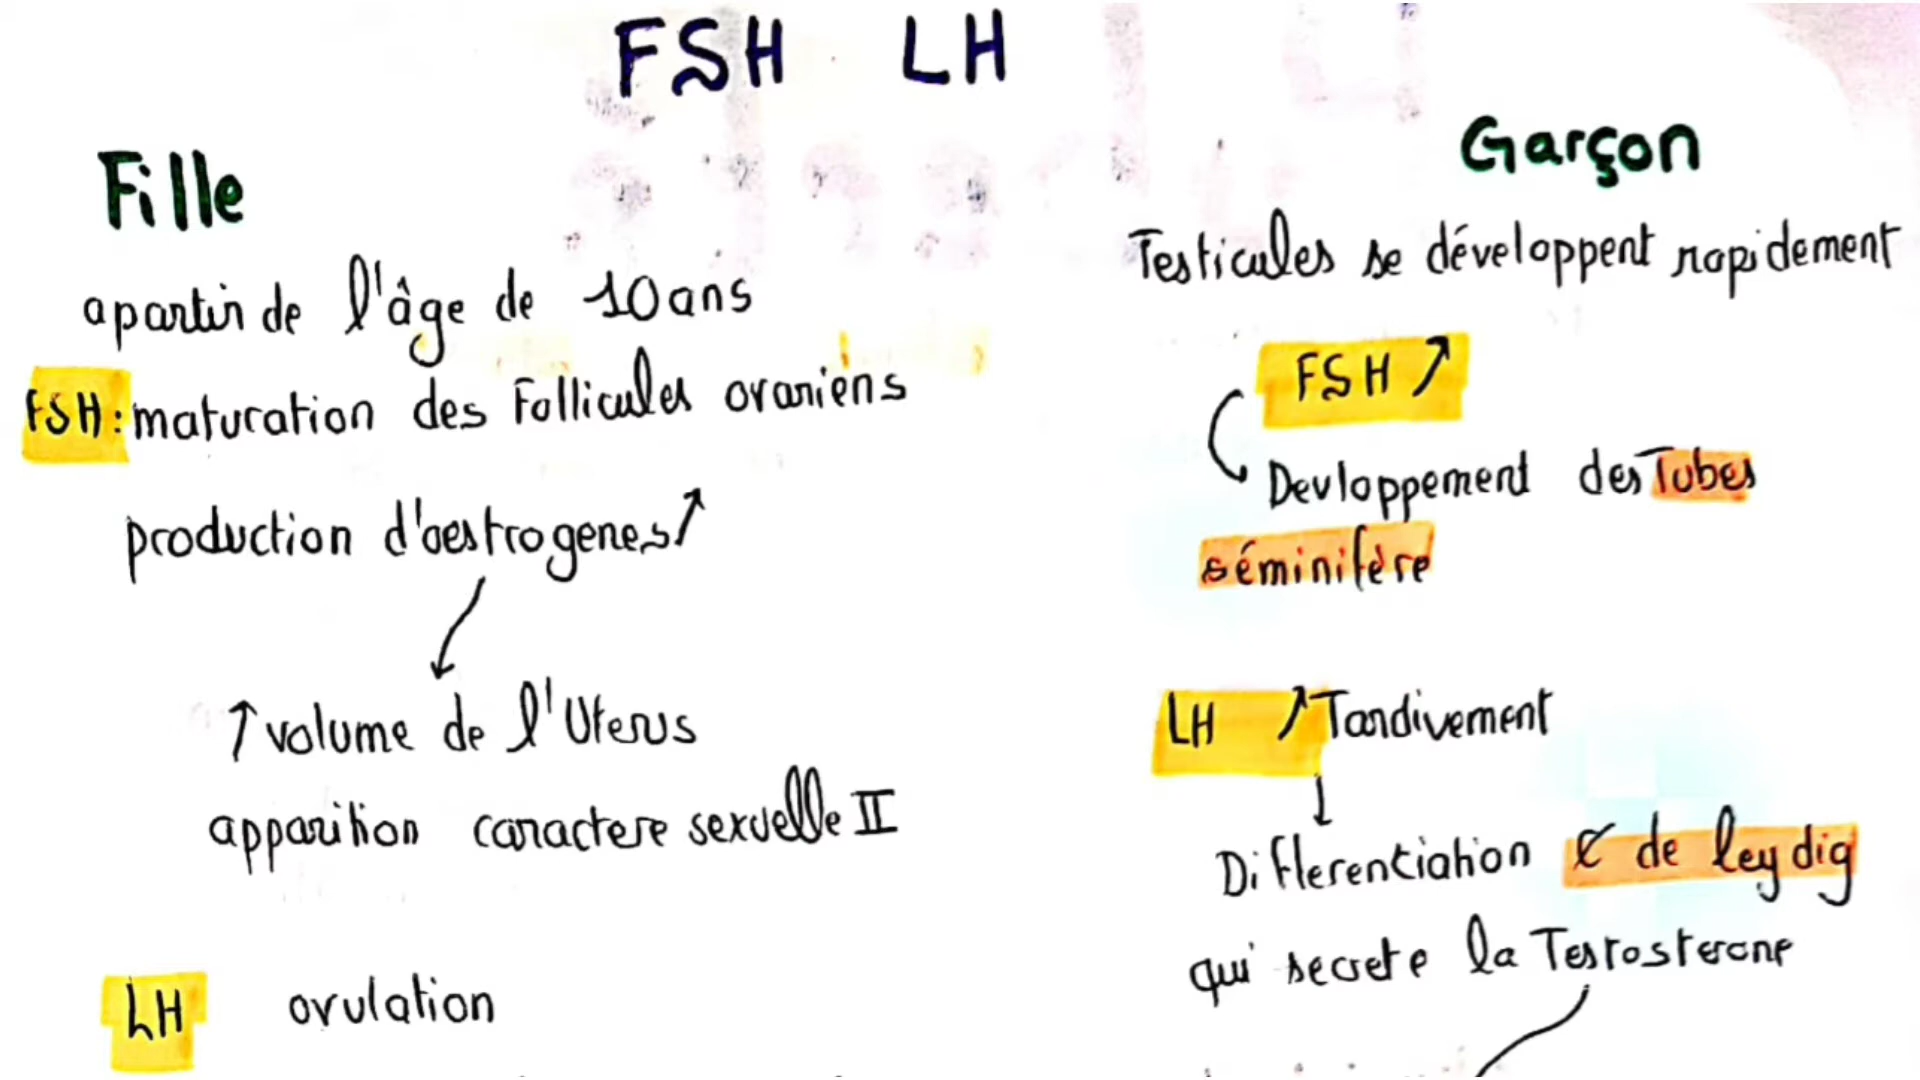 FSH LH
Fille
apartir de l'âge de 10ans
FSH: maturation des Follicules ovariens
production d'oestrogenes↗
↑ volume de l'Uterus
apparition caractere sexuelle II
LH ovulation
Garçon
Testicules se développent rapidement
FSH ↗
Devloppement des Tubes
séminifère
LH ↗ Tardivement
Differentiation ₡ de leydig
qui secrete la Testosterone